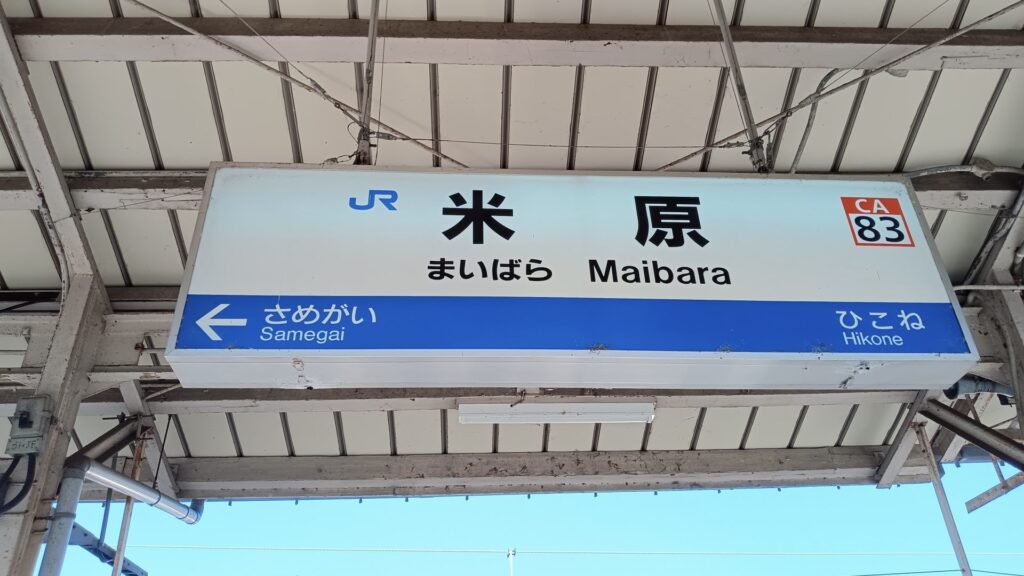 JR 米原 CA 83
まいばら Maibara
← さめがい
Samegai
ひこね
Hikone